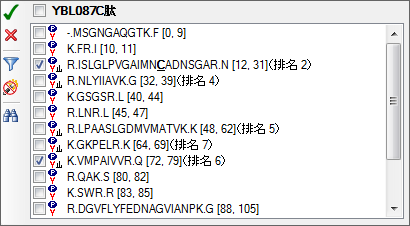 YBL087C肽
-.MSGNGAQGTK.F [0, 9]
K.FR.I [10, 11]
R.ISLGLPVGAIMNCADNSGAR.N [12, 31](排名 2)
R.NLYIIAVK.G [32, 39](排名 4)
K.GSGSR.L [40, 44]
R.LNR.L [45, 47]
R.LPAASLGDMVMATVK.K [48, 62](排名 5)
K.GKPELR.K [64, 69](排名 7)
K.VMPAIVVR.Q [72, 79](排名 6)
R.QAK.S [80, 82]
K.SWR.R [83, 85]
R.DGVFLYFEDNAGVIANPK.G [88, 105]